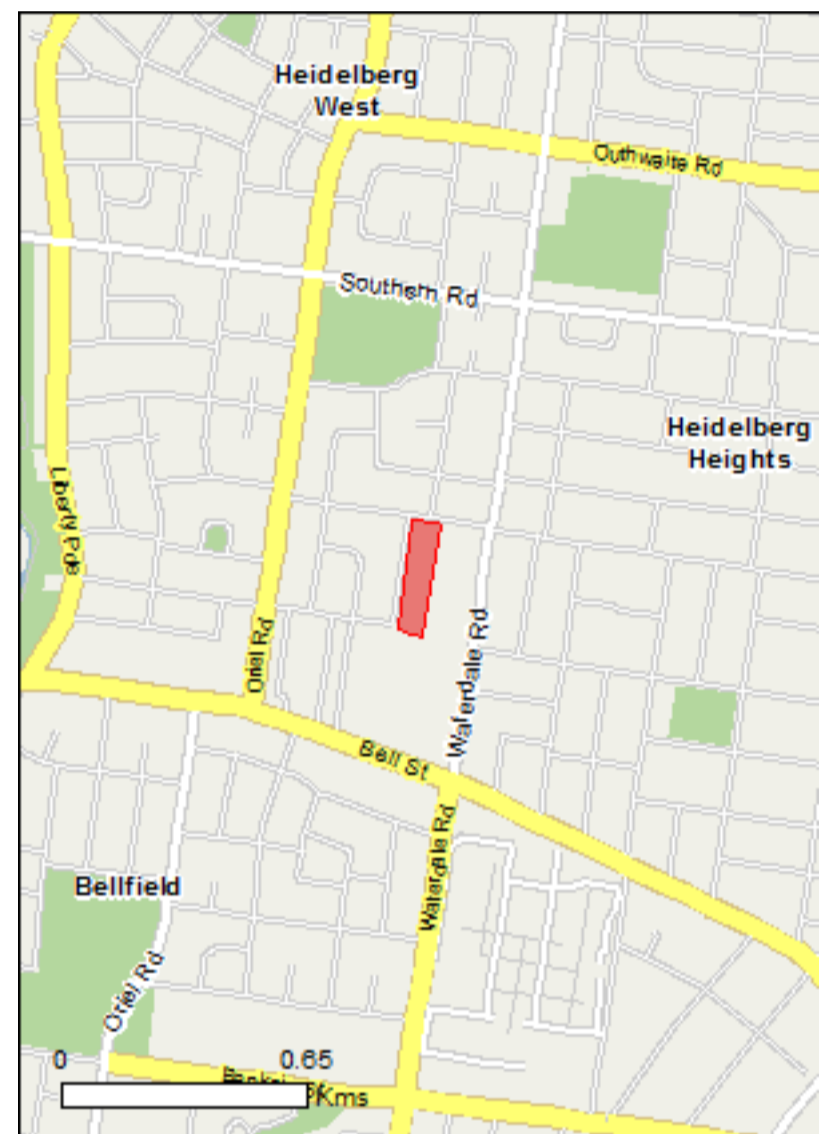 Heidelberg
West
Outhwaite Rd
Southern Rd
Heidelberg
Heights
Liberty Pde
Oriel Rd
Waterdale Rd
Bell St
Waterdale Rd
Bellfield
Oriel Rd
0 0.65
Kms